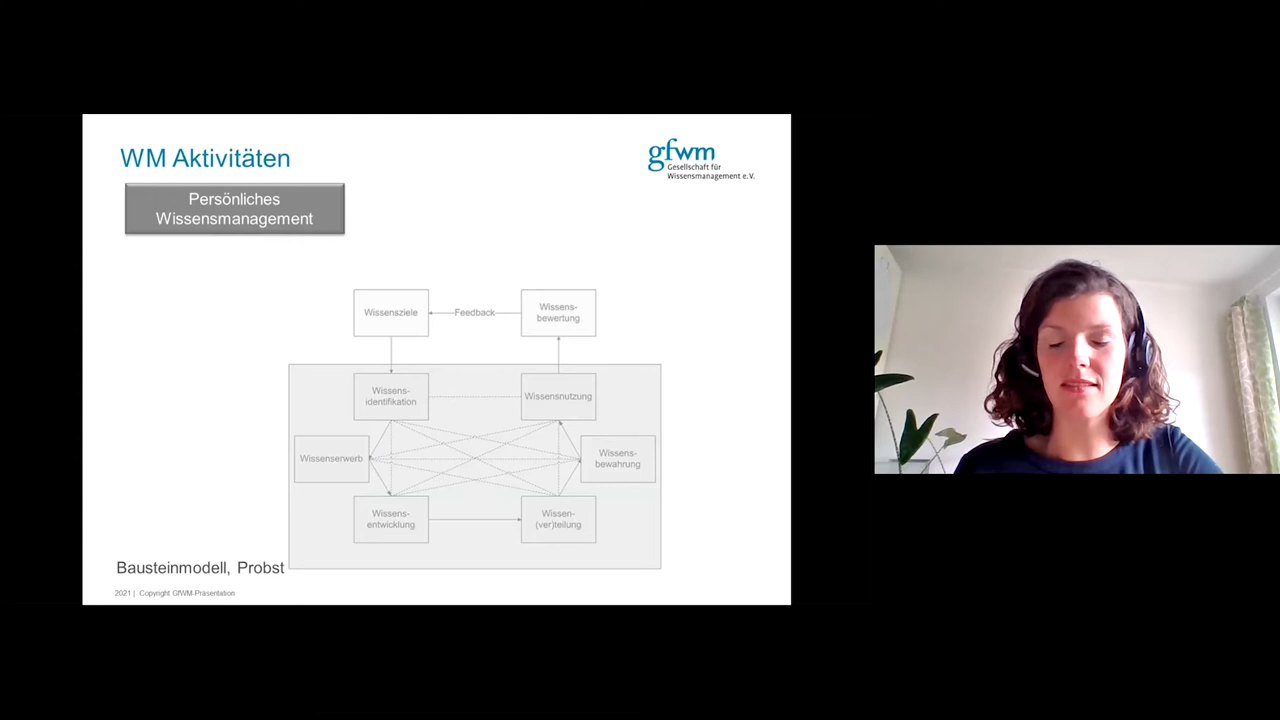 WM Aktivitäten
gfwm
Gesellschaft für
Wissensmanagement e.V.
Persönliches
Wissensmanagement
Wissensziele
Feedback
Wissens-
bewertung
Wissens-
identifikation
Wissensnutzung
Wissenserwerb
Wissens-
bewahrung
Wissens-
entwicklung
Wissen-
(ver)teilung
Bausteinmodell, Probst
2021 | Copyright GfWM-Präsentation